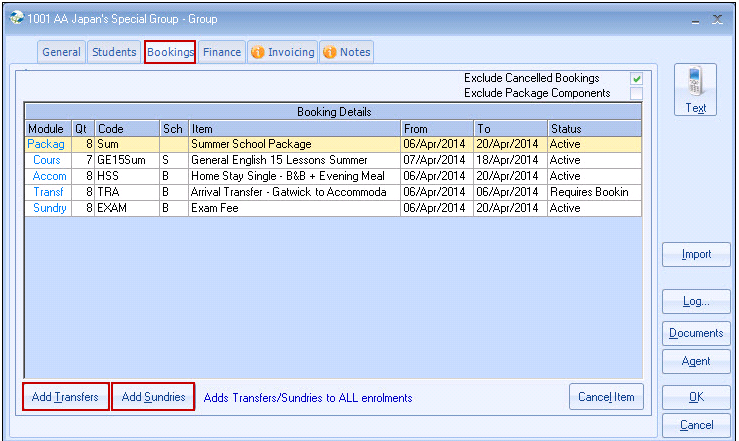 1001 AA Japan's Special Group - Group
General Students Bookings Finance Invoicing Notes
Exclude Cancelled Bookings
Exclude Package Components
Text
Booking Details
Module Qt Code Sch Item From To Status
Packag 8 Sum Summer School Package 06/Apr/2014 20/Apr/2014 Active
Cours 7 GE15Sum S General English 15 Lessons Summer 07/Apr/2014 18/Apr/2014 Active
Accom 8 HSS B Home Stay Single - B&B + Evening Meal 06/Apr/2014 20/Apr/2014 Active
Transf 8 TRA B Arrival Transfer - Gatwick to Accommoda 06/Apr/2014 06/Apr/2014 Requires Bookin
Sundry 8 EXAM B Exam Fee 06/Apr/2014 20/Apr/2014 Active
Import
Log...
Documents
Agent
Add Transfers Add Sundries Adds Transfers/Sundries to ALL enrolments Cancel Item OK
Cancel